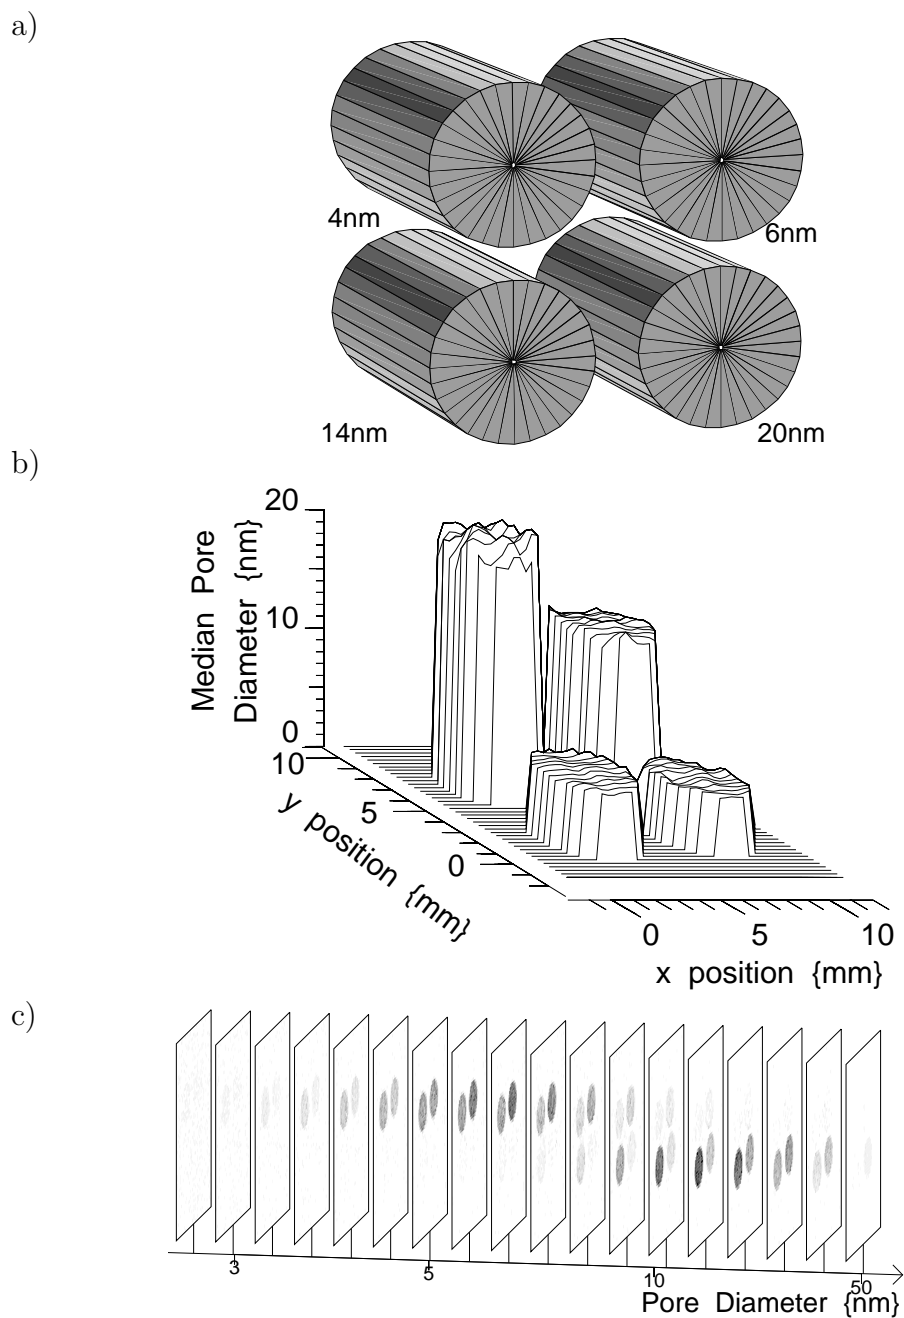 a)
4nm
6nm
14nm
20nm
b)
20
10
0
Median Pore
Diameter {nm}
10
5
0
y position {mm}
0
5
10
x position {mm}
c)
3
5
10
50
Pore Diameter {nm}